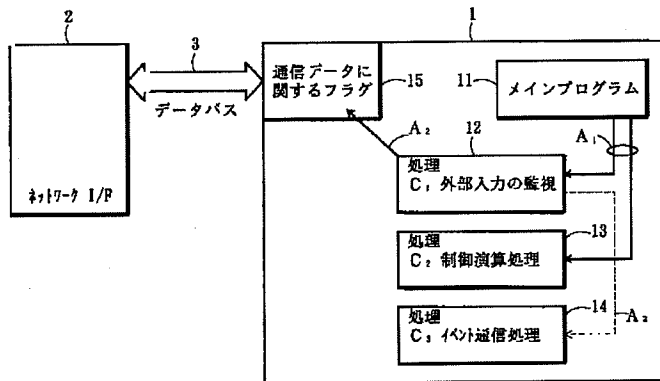 2
3
データバス
ネットワーク I/F
1
通信データに
関するフラグ
15
11
メインプログラム
A₂
12
A₁
処理
C₁ 外部入力の監視
13
処理
C₂ 制御演算処理
14
処理
C₃ イベント通信処理
A₃